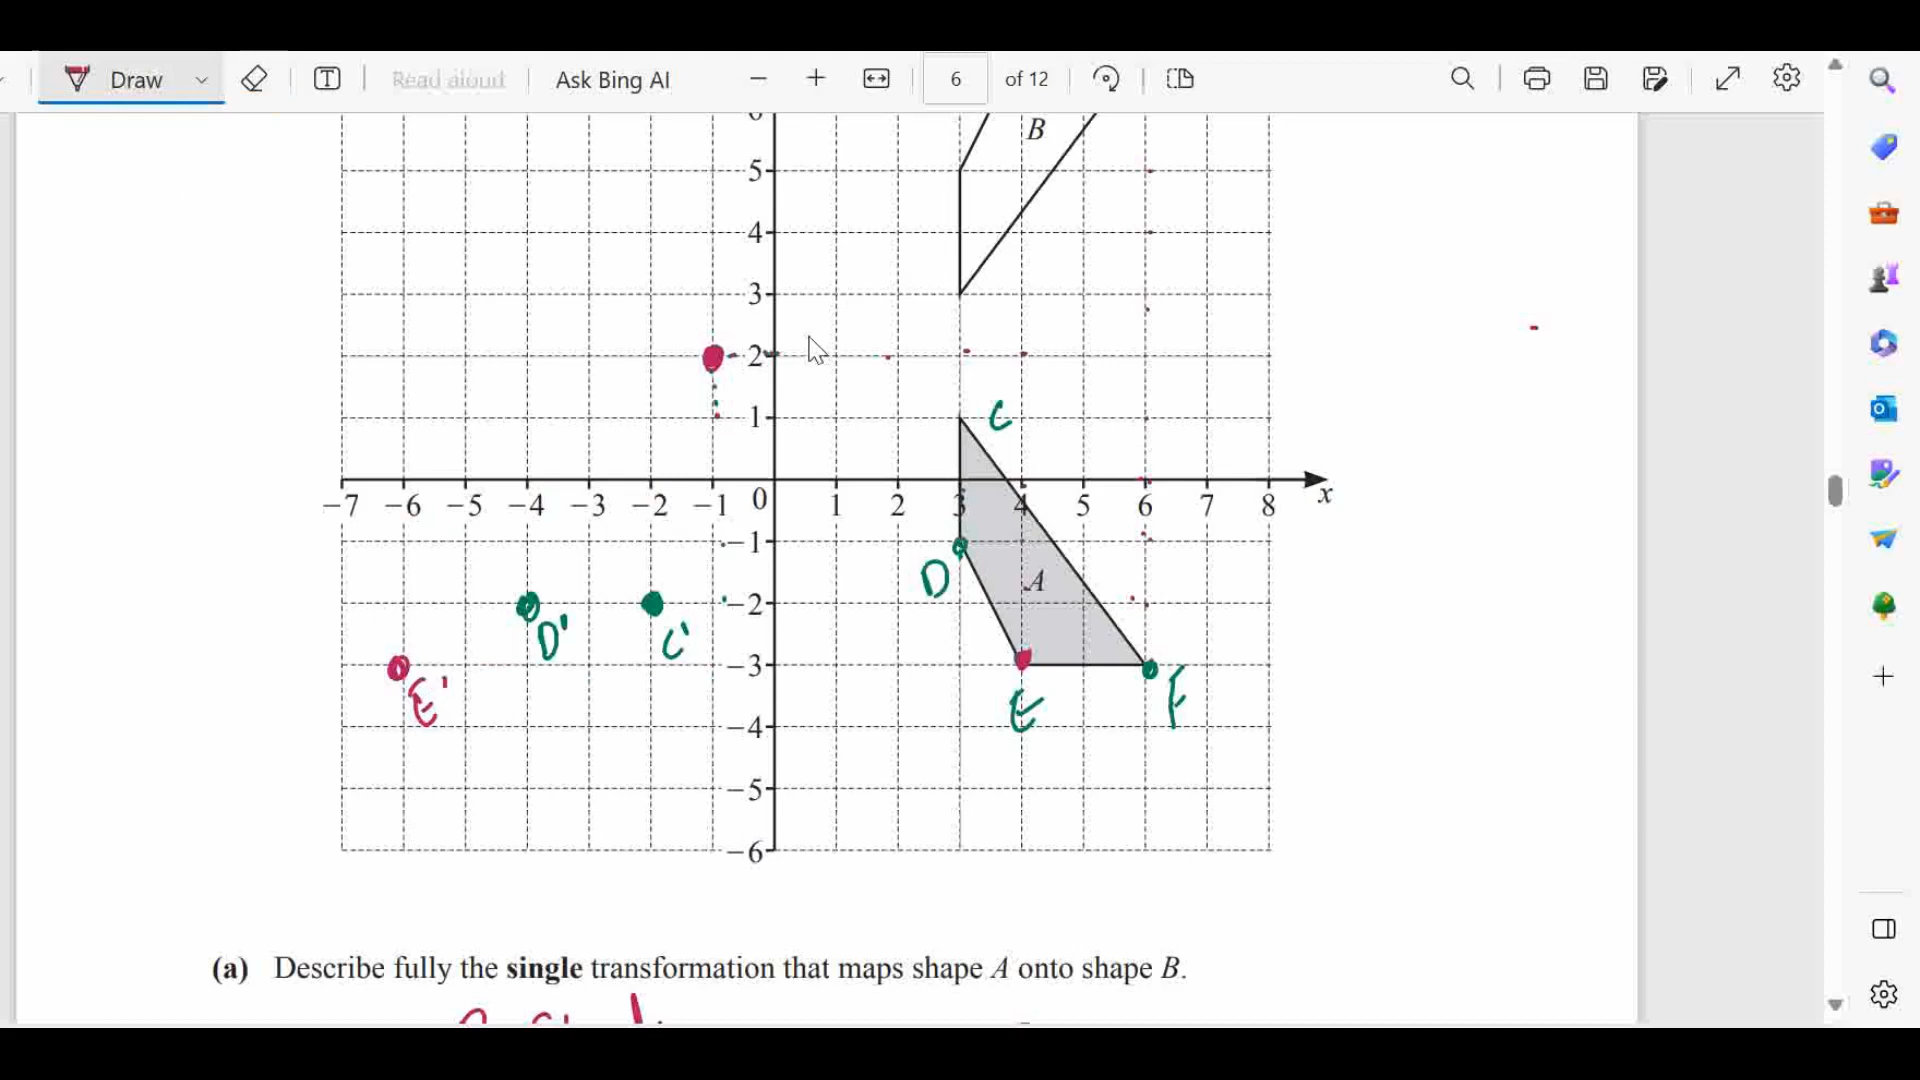 Draw Read aloud Ask Bing AI 6 of 12
B
5
4
3
2
1 C
-7 -6 -5 -4 -3 -2 -1 0 1 2 3 4 5 6 7 8 x
-1
D A
-2
D' C'
-3
E' E F
-4
-5
-6
(a) Describe fully the single transformation that maps shape A onto shape B.